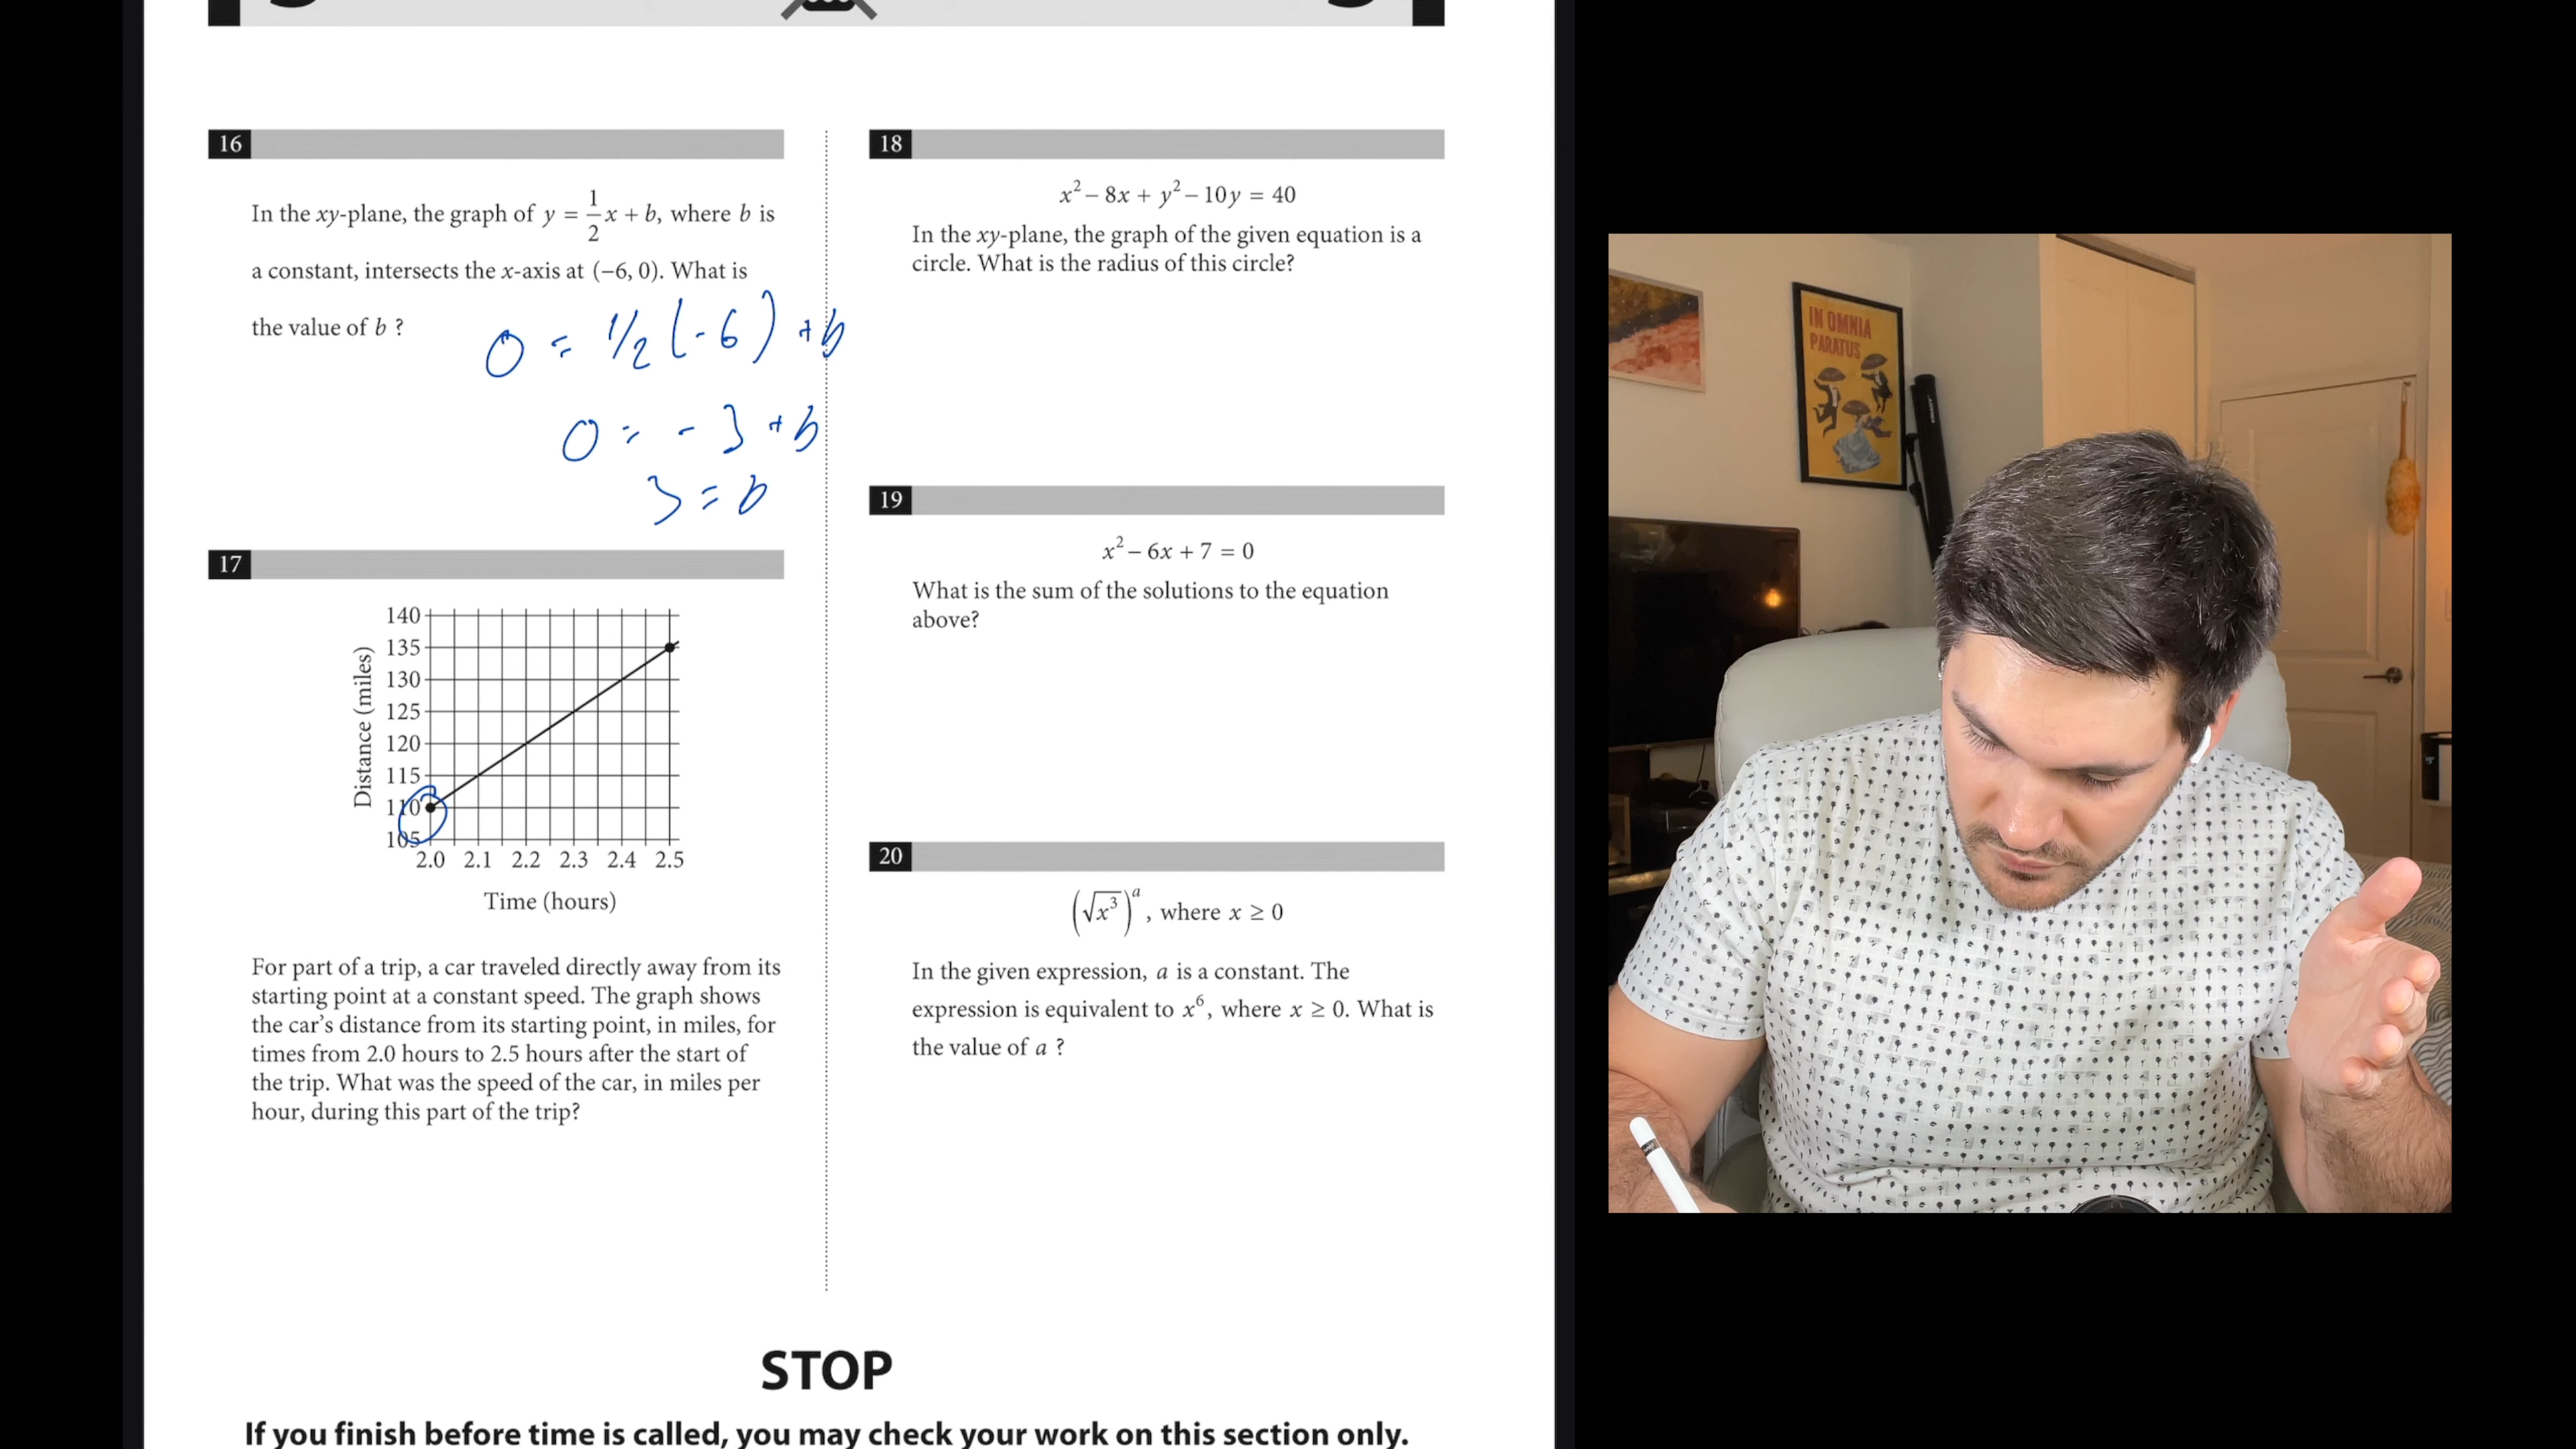 16
In the xy-plane, the graph of y = 1/2 x + b, where b is
a constant, intersects the x-axis at (−6, 0). What is
the value of b ?
0 = 1/2 (-6) + b
0 = - 3 + b
3 = b
17
140
135
130
125
120
115
110
105
Distance (miles)
2.0 2.1 2.2 2.3 2.4 2.5
Time (hours)
For part of a trip, a car traveled directly away from its
starting point at a constant speed. The graph shows
the car’s distance from its starting point, in miles, for
times from 2.0 hours to 2.5 hours after the start of
the trip. What was the speed of the car, in miles per
hour, during this part of the trip?
18
x² − 8x + y² − 10y = 40
In the xy-plane, the graph of the given equation is a
circle. What is the radius of this circle?
19
x² − 6x + 7 = 0
What is the sum of the solutions to the equation
above?
20
(√x³)ᵃ, where x ≥ 0
In the given expression, a is a constant. The
expression is equivalent to x⁶, where x ≥ 0. What is
the value of a ?
STOP
If you finish before time is called, you may check your work on this section only.
IN OMNIA
PARATUS